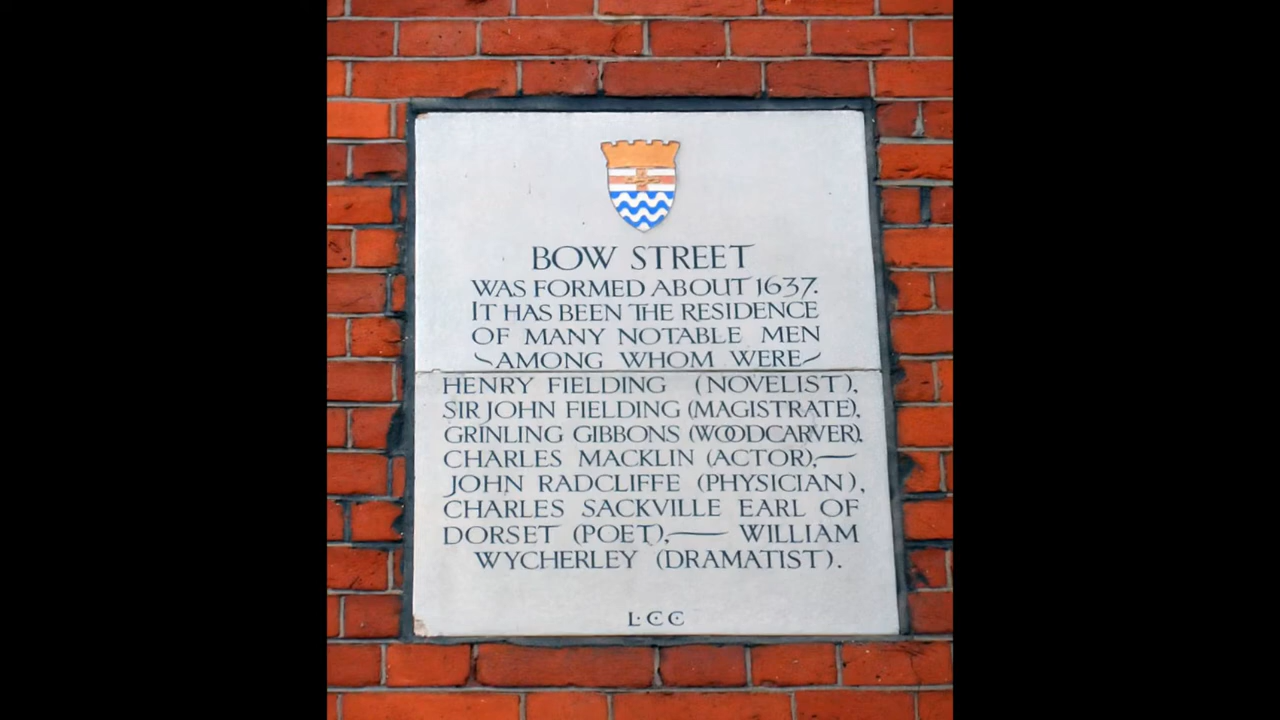 BOW STREET
WAS FORMED ABOUT 1637.
IT HAS BEEN THE RESIDENCE
OF MANY NOTABLE MEN
AMONG WHOM WERE
HENRY FIELDING (NOVELIST),
SIR JOHN FIELDING (MAGISTRATE),
GRINLING GIBBONS (WOODCARVER),
CHARLES MACKLIN (ACTOR),—
JOHN RADCLIFFE (PHYSICIAN),
CHARLES SACKVILLE EARL OF
DORSET (POET),— WILLIAM
WYCHERLEY (DRAMATIST).
L·C C